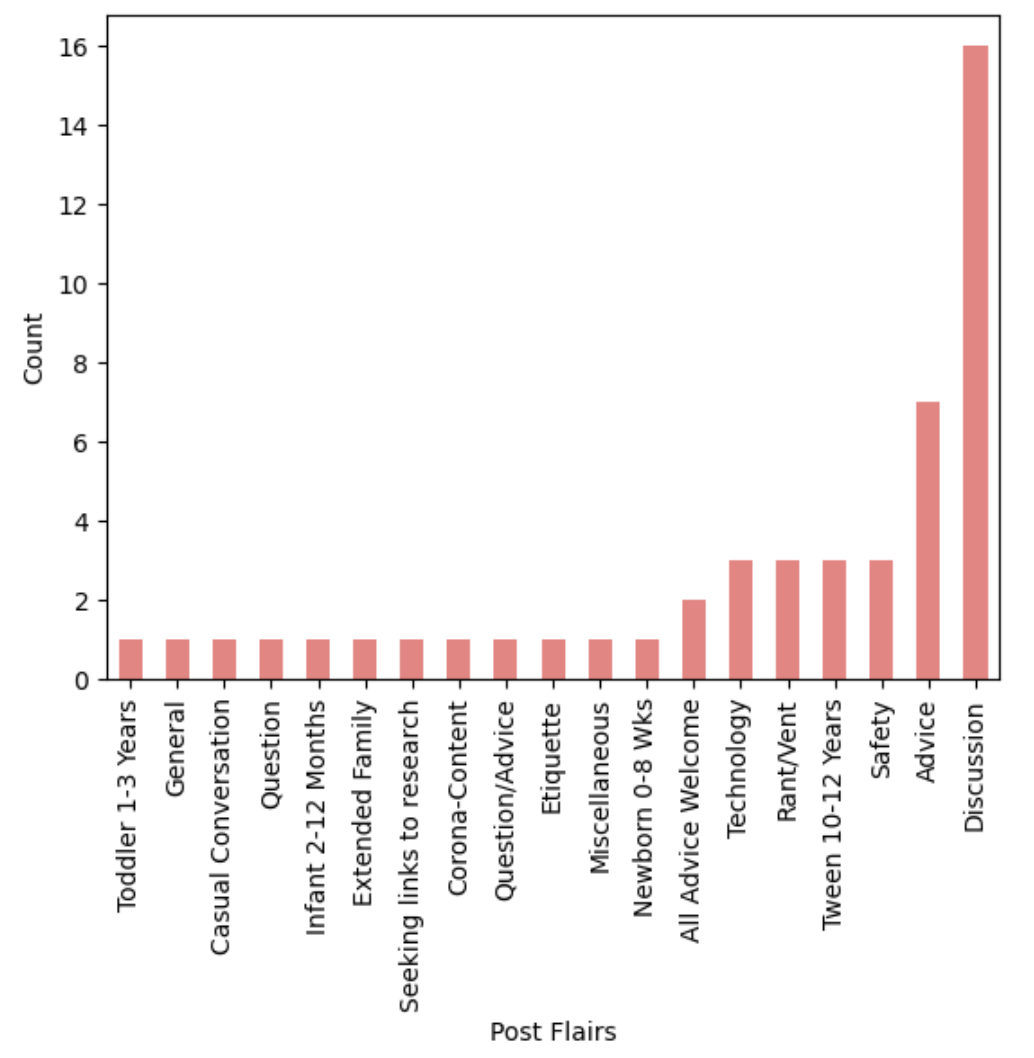 16
14
12
10
8
6
4
2
0
Count
Toddler 1-3 Years
General
Casual Conversation
Question
Infant 2-12 Months
Extended Family
Seeking links to research
Corona-Content
Question/Advice
Etiquette
Miscellaneous
Newborn 0-8 Wks
All Advice Welcome
Technology
Rant/Vent
Tween 10-12 Years
Safety
Advice
Discussion
Post Flairs